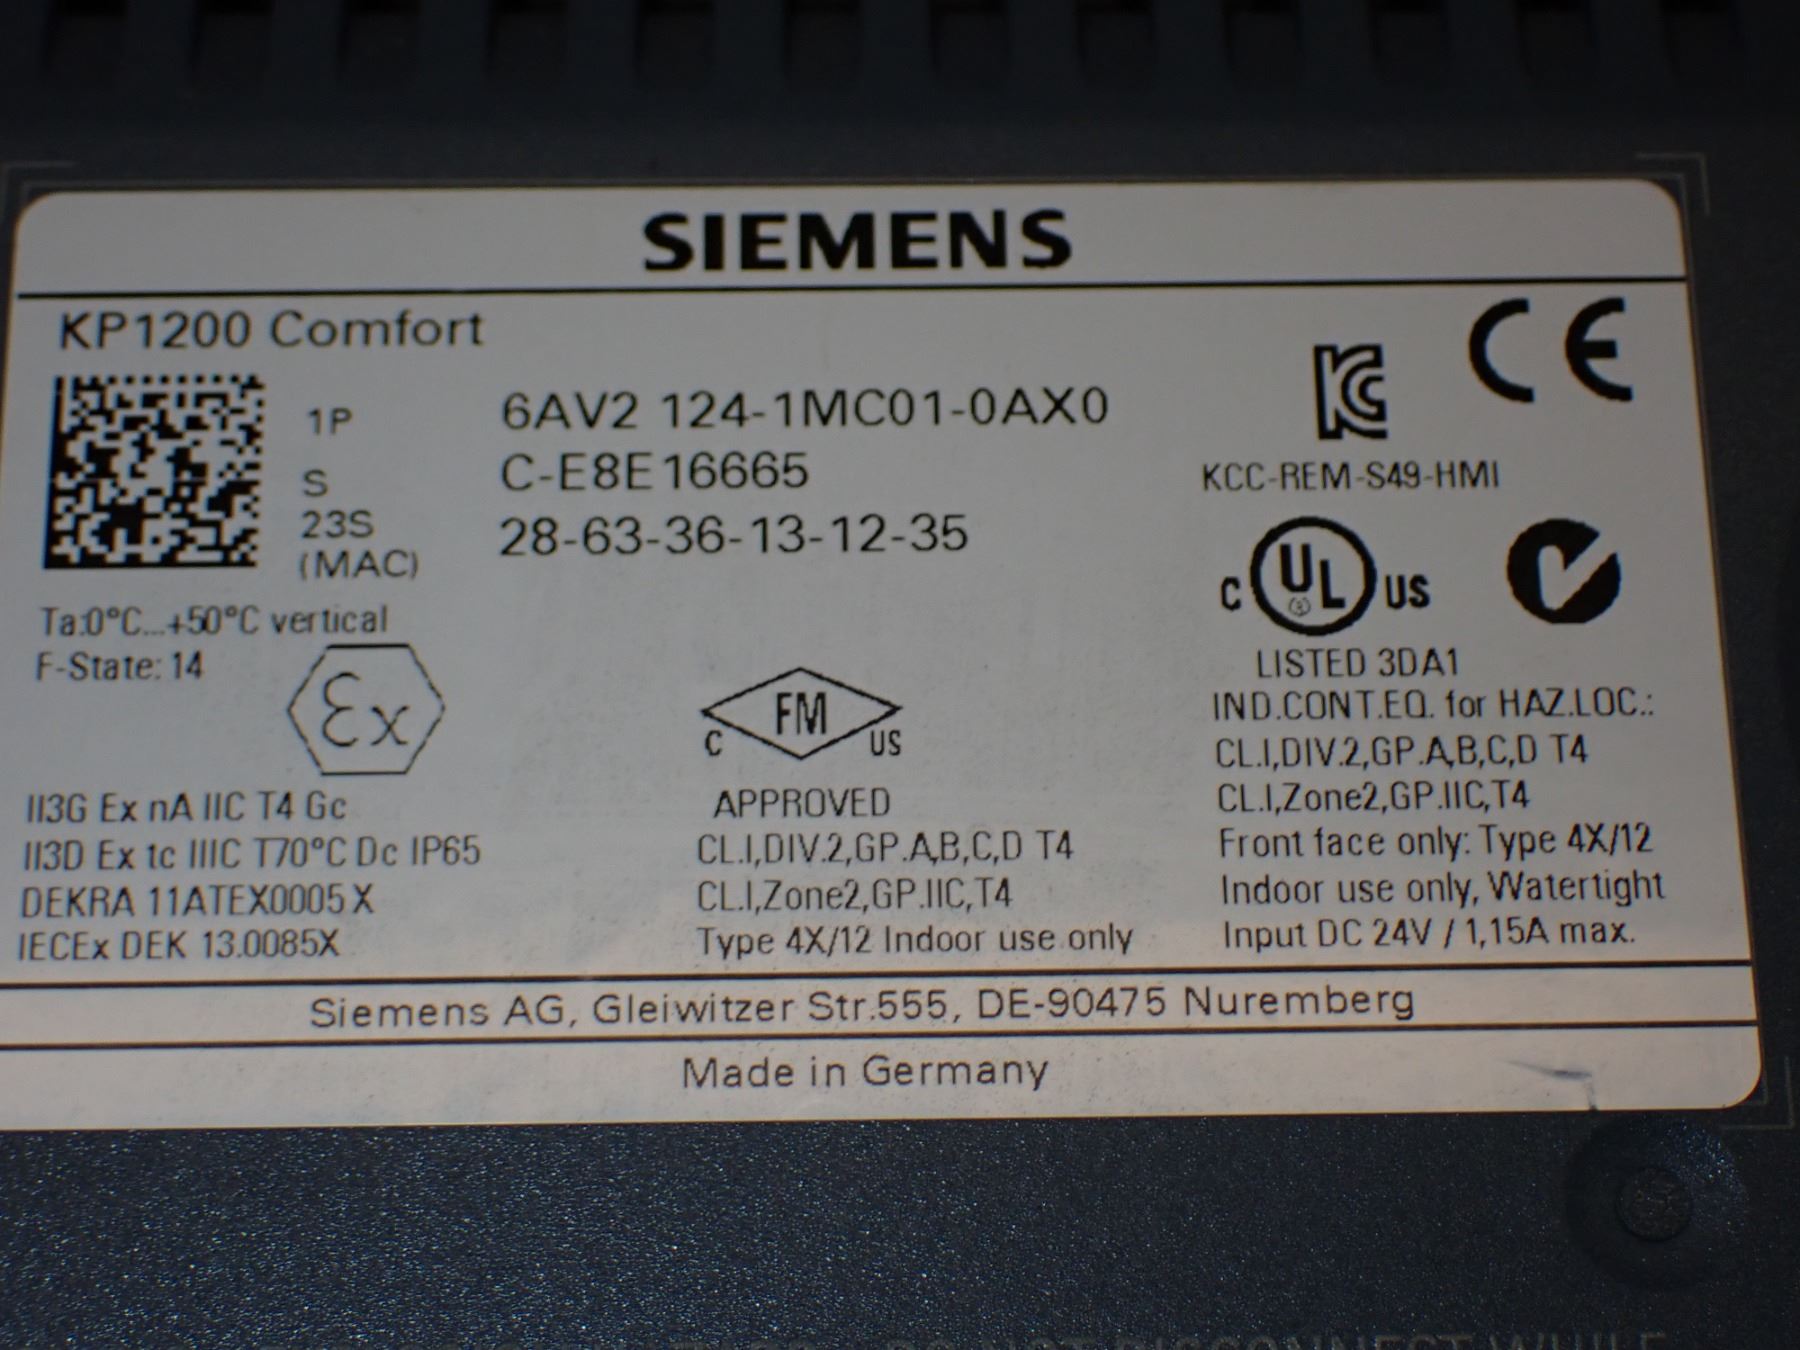 SIEMENS
KP1200 Comfort
1P 6AV2 124-1MC01-0AX0
S C-E8E16665
23S 28-63-36-13-12-35
(MAC)
CE
KC
KCC-REM-S49-HMI
C UL US
LISTED 3DA1
IND.CONT.EQ. for HAZ.LOC.:
CL.I,DIV.2,GP.A,B,C,D T4
CL.I,Zone2,GP.IIC,T4
Front face only: Type 4X/12
Indoor use only, Watertight
Input DC 24V / 1,15A max.
Ta:0°C...+50°C vertical
F-State: 14
Ex
II3G Ex nA IIC T4 Gc
II3D Ex tc IIIC T70°C Dc IP65
DEKRA 11ATEX0005 X
IECEx DEK 13.0085X
C FM US
APPROVED
CL.I,DIV.2,GP.A,B,C,D T4
CL.I,Zone2,GP.IIC,T4
Type 4X/12 Indoor use only
Siemens AG, Gleiwitzer Str.555, DE-90475 Nuremberg
Made in Germany
NOT DISCONNECT WHILE